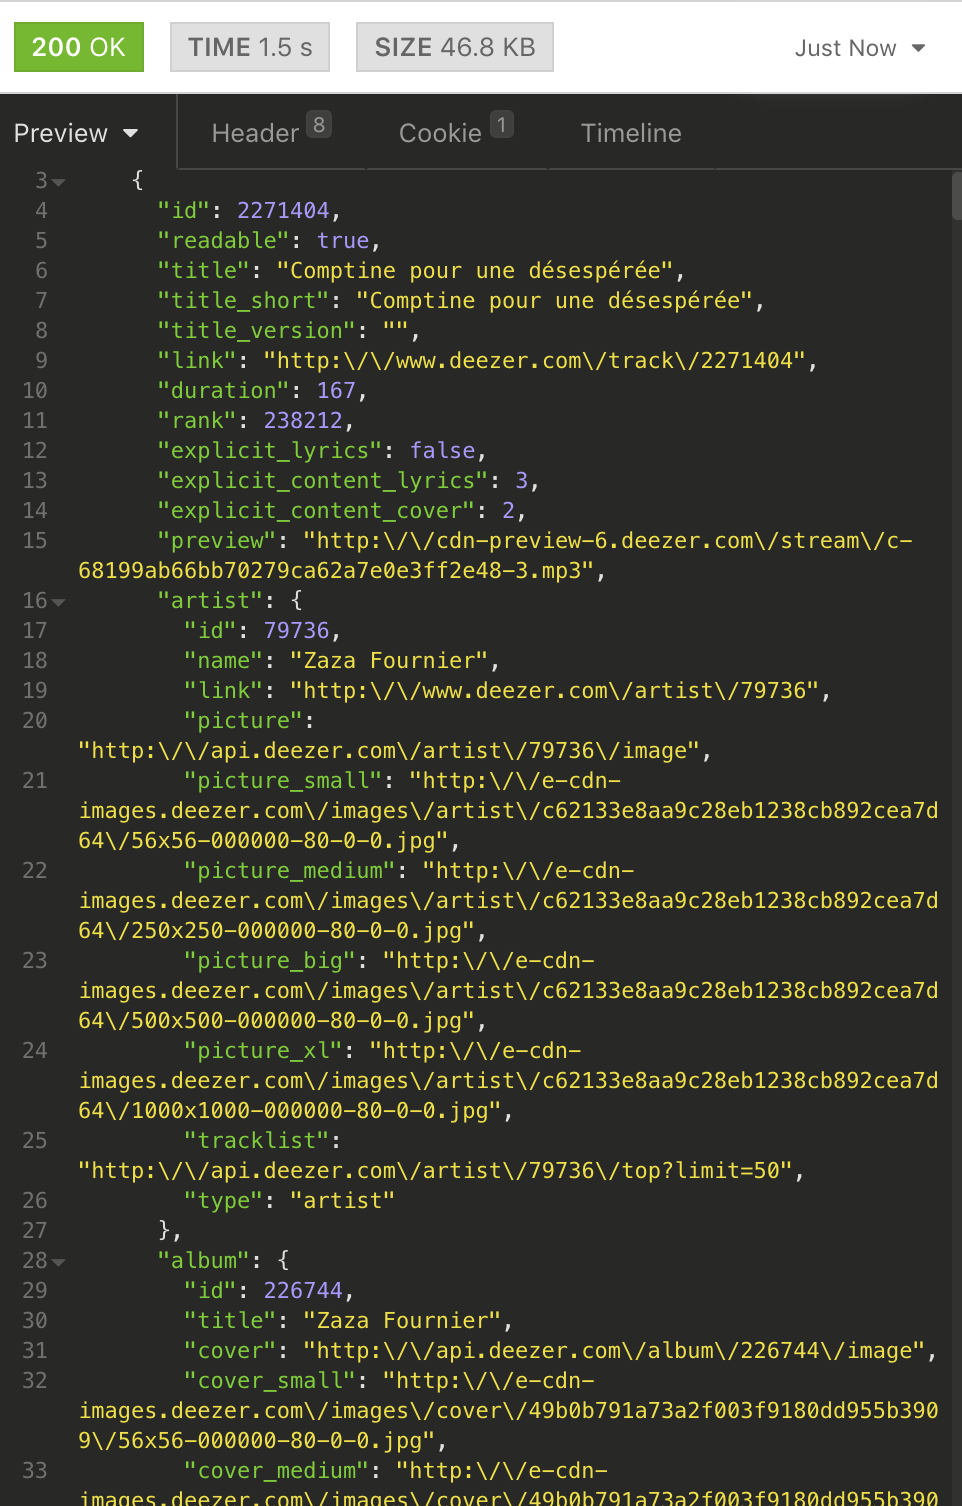 200 OK TIME 1.5 s SIZE 46.8 KB Just Now
Preview Header 8 Cookie 1 Timeline
3 {
4 "id": 2271404,
5 "readable": true,
6 "title": "Comptine pour une désespérée",
7 "title_short": "Comptine pour une désespérée",
8 "title_version": "",
9 "link": "http:\/\/www.deezer.com\/track\/2271404",
10 "duration": 167,
11 "rank": 238212,
12 "explicit_lyrics": false,
13 "explicit_content_lyrics": 3,
14 "explicit_content_cover": 2,
15 "preview": "http:\/\/cdn-preview-6.deezer.com\/stream\/c-
68199ab66bb70279ca62a7e0e3ff2e48-3.mp3",
16 "artist": {
17 "id": 79736,
18 "name": "Zaza Fournier",
19 "link": "http:\/\/www.deezer.com\/artist\/79736",
20 "picture":
"http:\/\/api.deezer.com\/artist\/79736\/image",
21 "picture_small": "http:\/\/e-cdn-
images.deezer.com\/images\/artist\/c62133e8aa9c28eb1238cb892cea7d
64\/56x56-000000-80-0-0.jpg",
22 "picture_medium": "http:\/\/e-cdn-
images.deezer.com\/images\/artist\/c62133e8aa9c28eb1238cb892cea7d
64\/250x250-000000-80-0-0.jpg",
23 "picture_big": "http:\/\/e-cdn-
images.deezer.com\/images\/artist\/c62133e8aa9c28eb1238cb892cea7d
64\/500x500-000000-80-0-0.jpg",
24 "picture_xl": "http:\/\/e-cdn-
images.deezer.com\/images\/artist\/c62133e8aa9c28eb1238cb892cea7d
64\/1000x1000-000000-80-0-0.jpg",
25 "tracklist":
"http:\/\/api.deezer.com\/artist\/79736\/top?limit=50",
26 "type": "artist"
27 },
28 "album": {
29 "id": 226744,
30 "title": "Zaza Fournier",
31 "cover": "http:\/\/api.deezer.com\/album\/226744\/image",
32 "cover_small": "http:\/\/e-cdn-
images.deezer.com\/images\/cover\/49b0b791a73a2f003f9180dd955b390
9\/56x56-000000-80-0-0.jpg",
33 "cover_medium": "http:\/\/e-cdn-
images.deezer.com\/images\/cover\/49b0b791a73a2f003f9180dd955b390